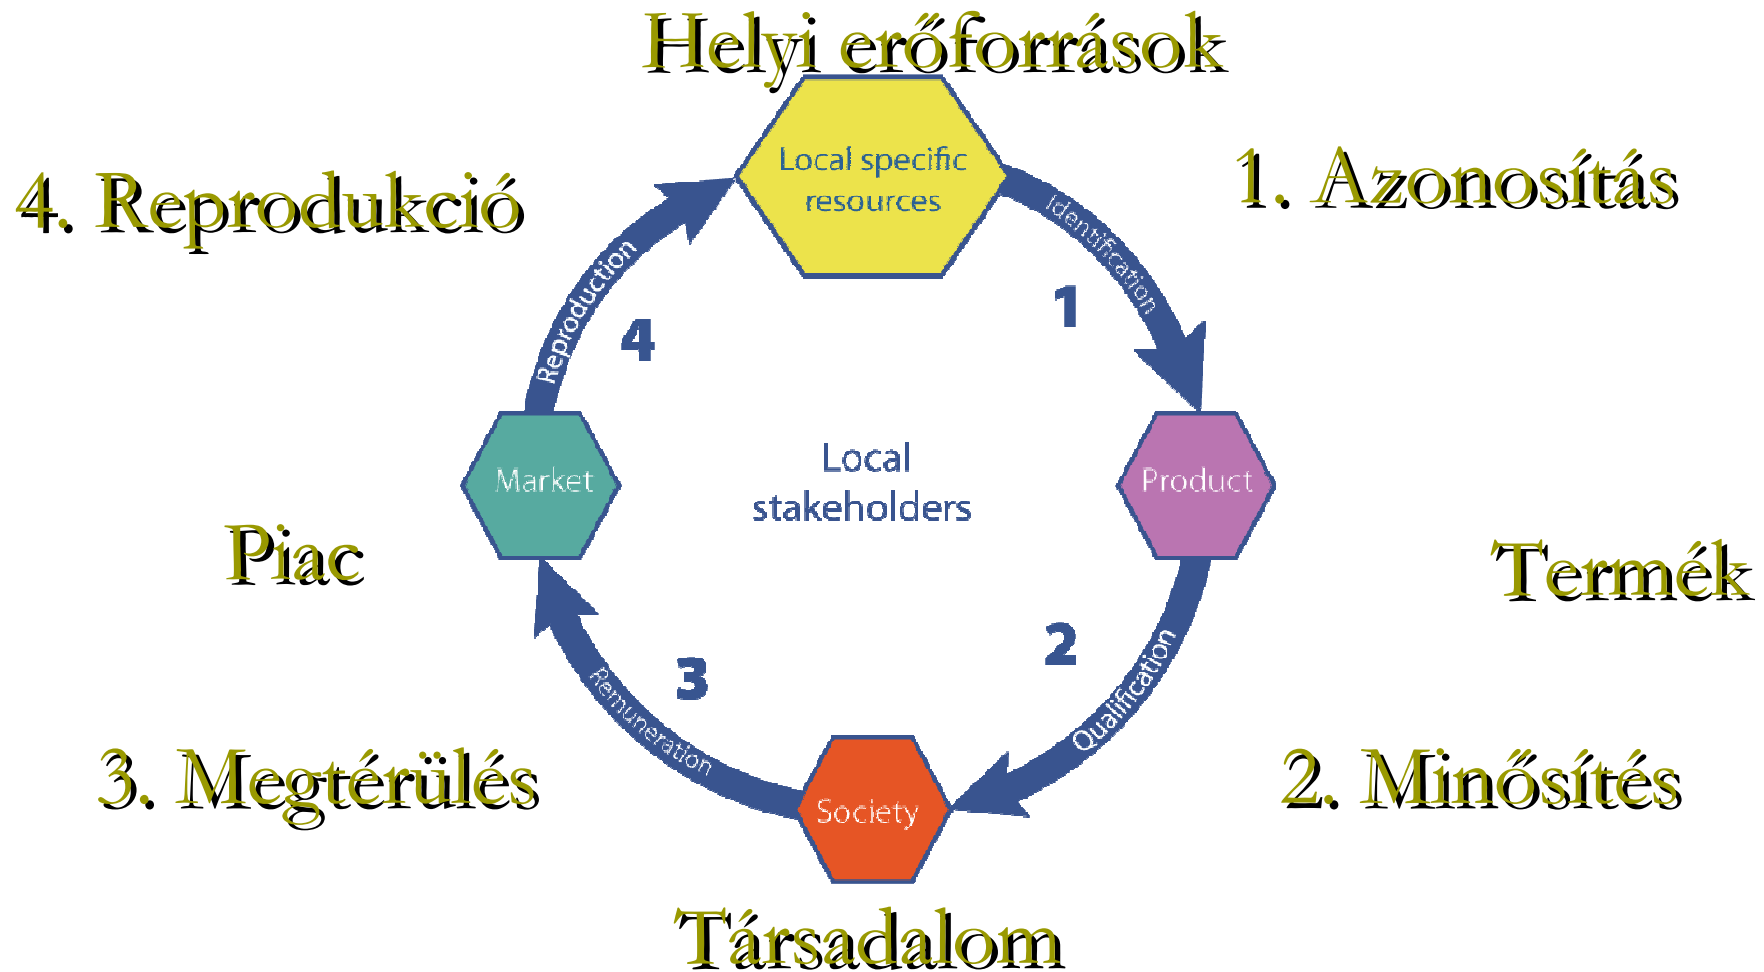 Helyi erőforrások
Local specific
resources
1. Azonosítás
4. Reprodukció
Identification
Reproduction
1
4
Market
Local
stakeholders
Product
Piac
Termék
2
3
Qualification
Remuneration
3. Megtérülés
Society
2. Minősítés
Társadalom